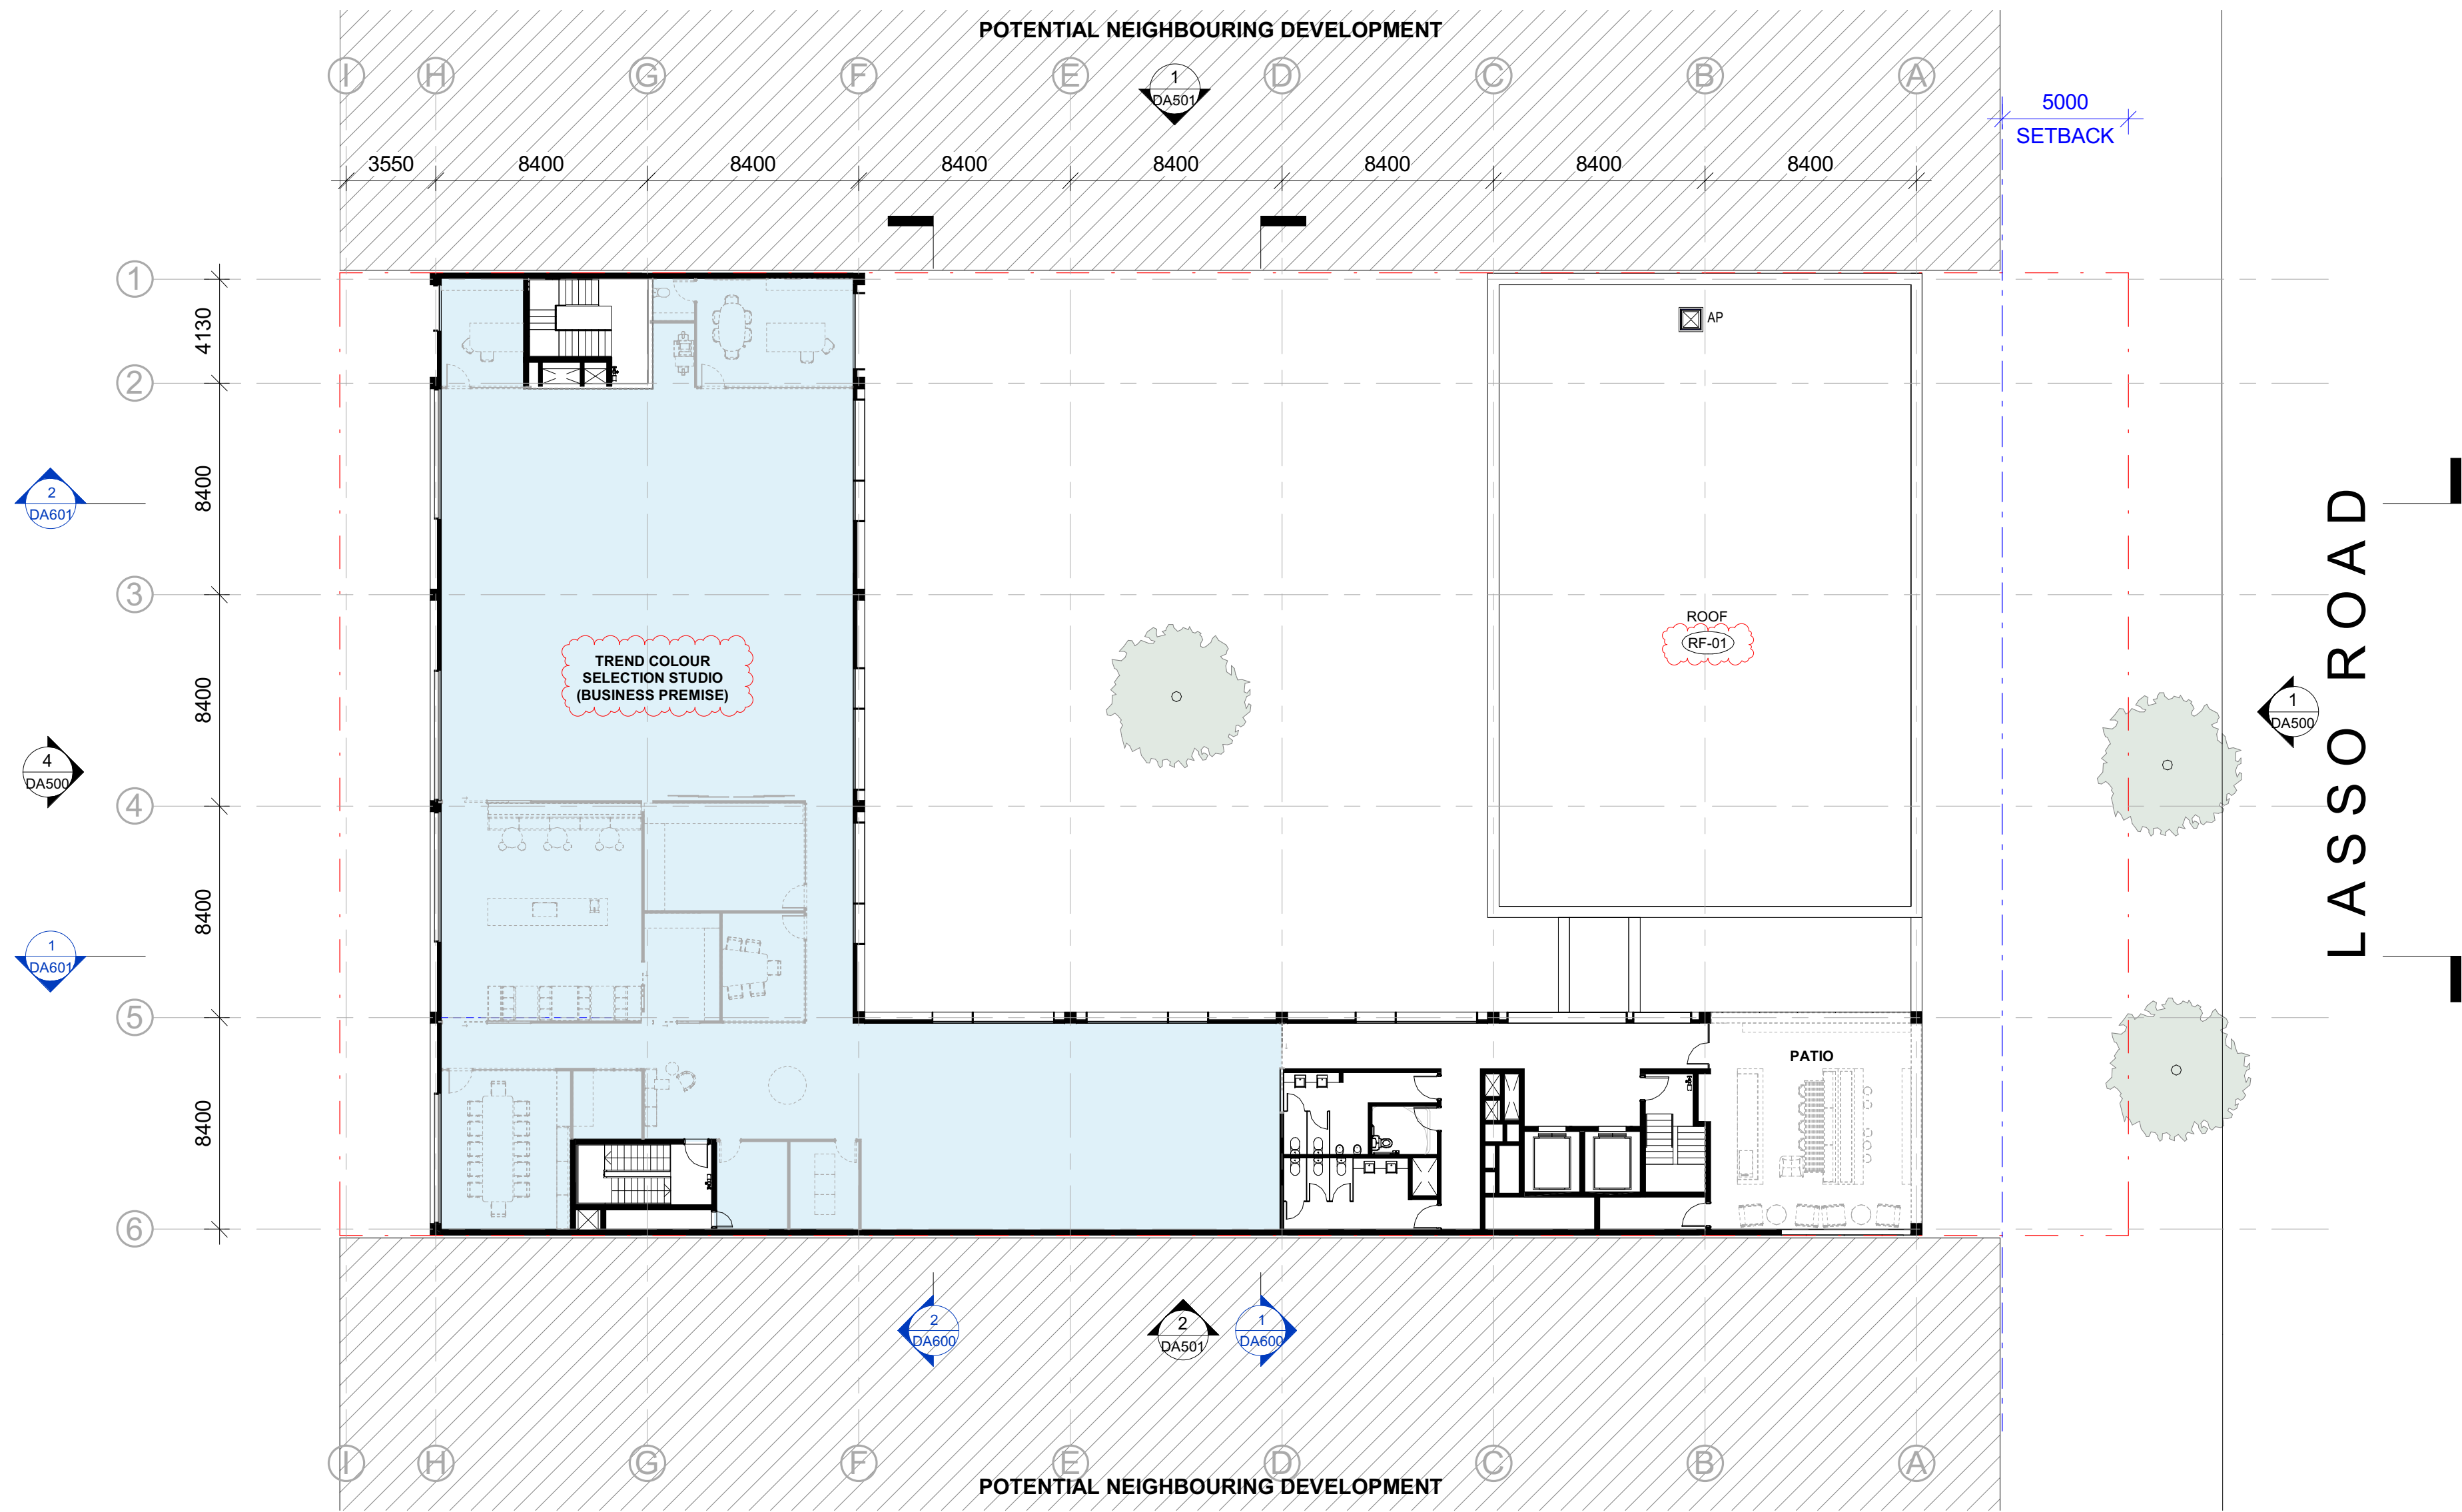 POTENTIAL NEIGHBOURING DEVELOPMENT
I H G F E D C B A
1
DA501
5000
SETBACK
3550 8400 8400 8400 8400 8400 8400 8400
1
4130
2
8400
3
8400
4
8400
5
8400
6
AP
2
DA601
4
DA500
1
DA601
TREND COLOUR
SELECTION STUDIO
(BUSINESS PREMISE)
ROOF
RF-01
LASSO ROAD
1
DA500
PATIO
2
DA600
2
DA501
1
DA600
I H G F E D C B A
POTENTIAL NEIGHBOURING DEVELOPMENT